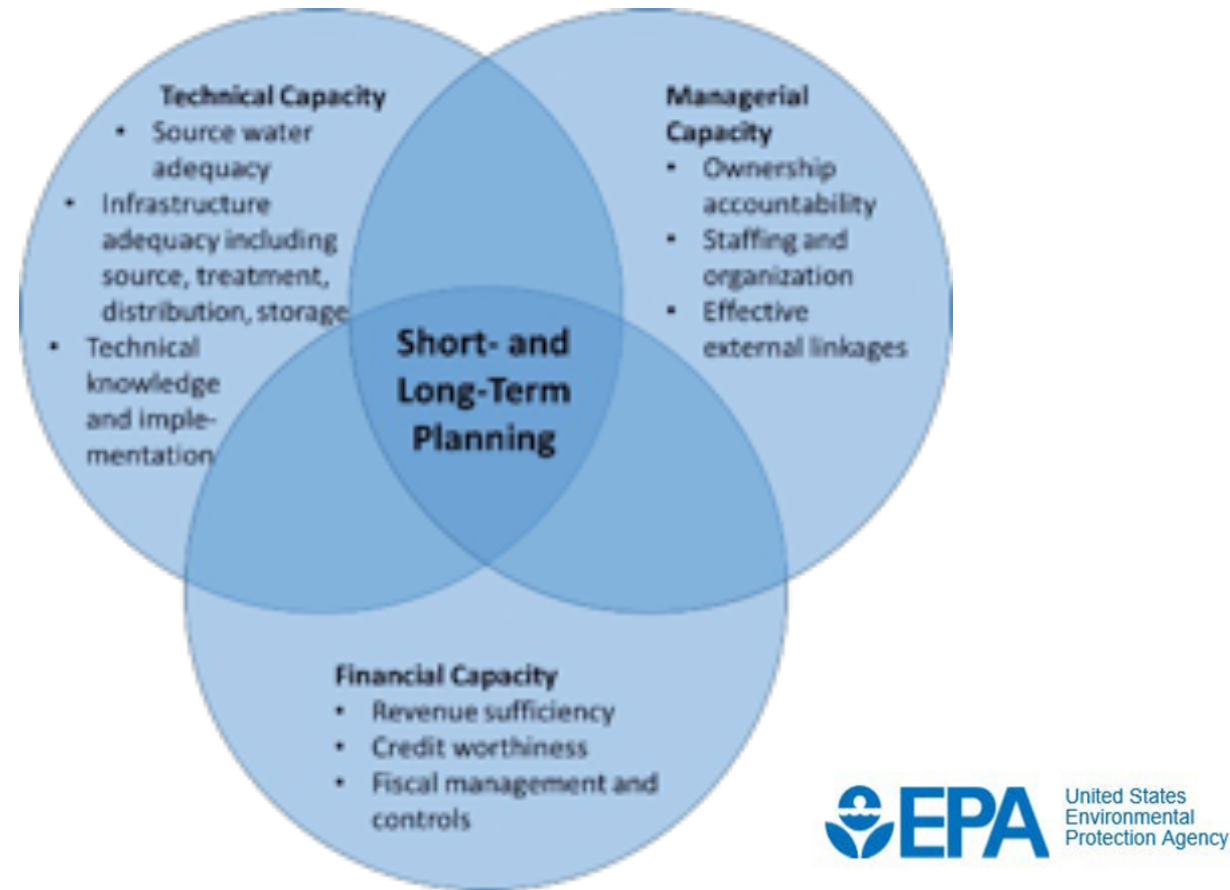 Technical Capacity
• Source water
adequacy
• Infrastructure
adequacy including
source, treatment,
distribution, storage
• Technical
knowledge
and imple-
mentation
Managerial
Capacity
• Ownership
accountability
• Staffing and
organization
• Effective
external linkages
Short- and
Long-Term
Planning
Financial Capacity
• Revenue sufficiency
• Credit worthiness
• Fiscal management and
controls
EPA
United States
Environmental
Protection Agency